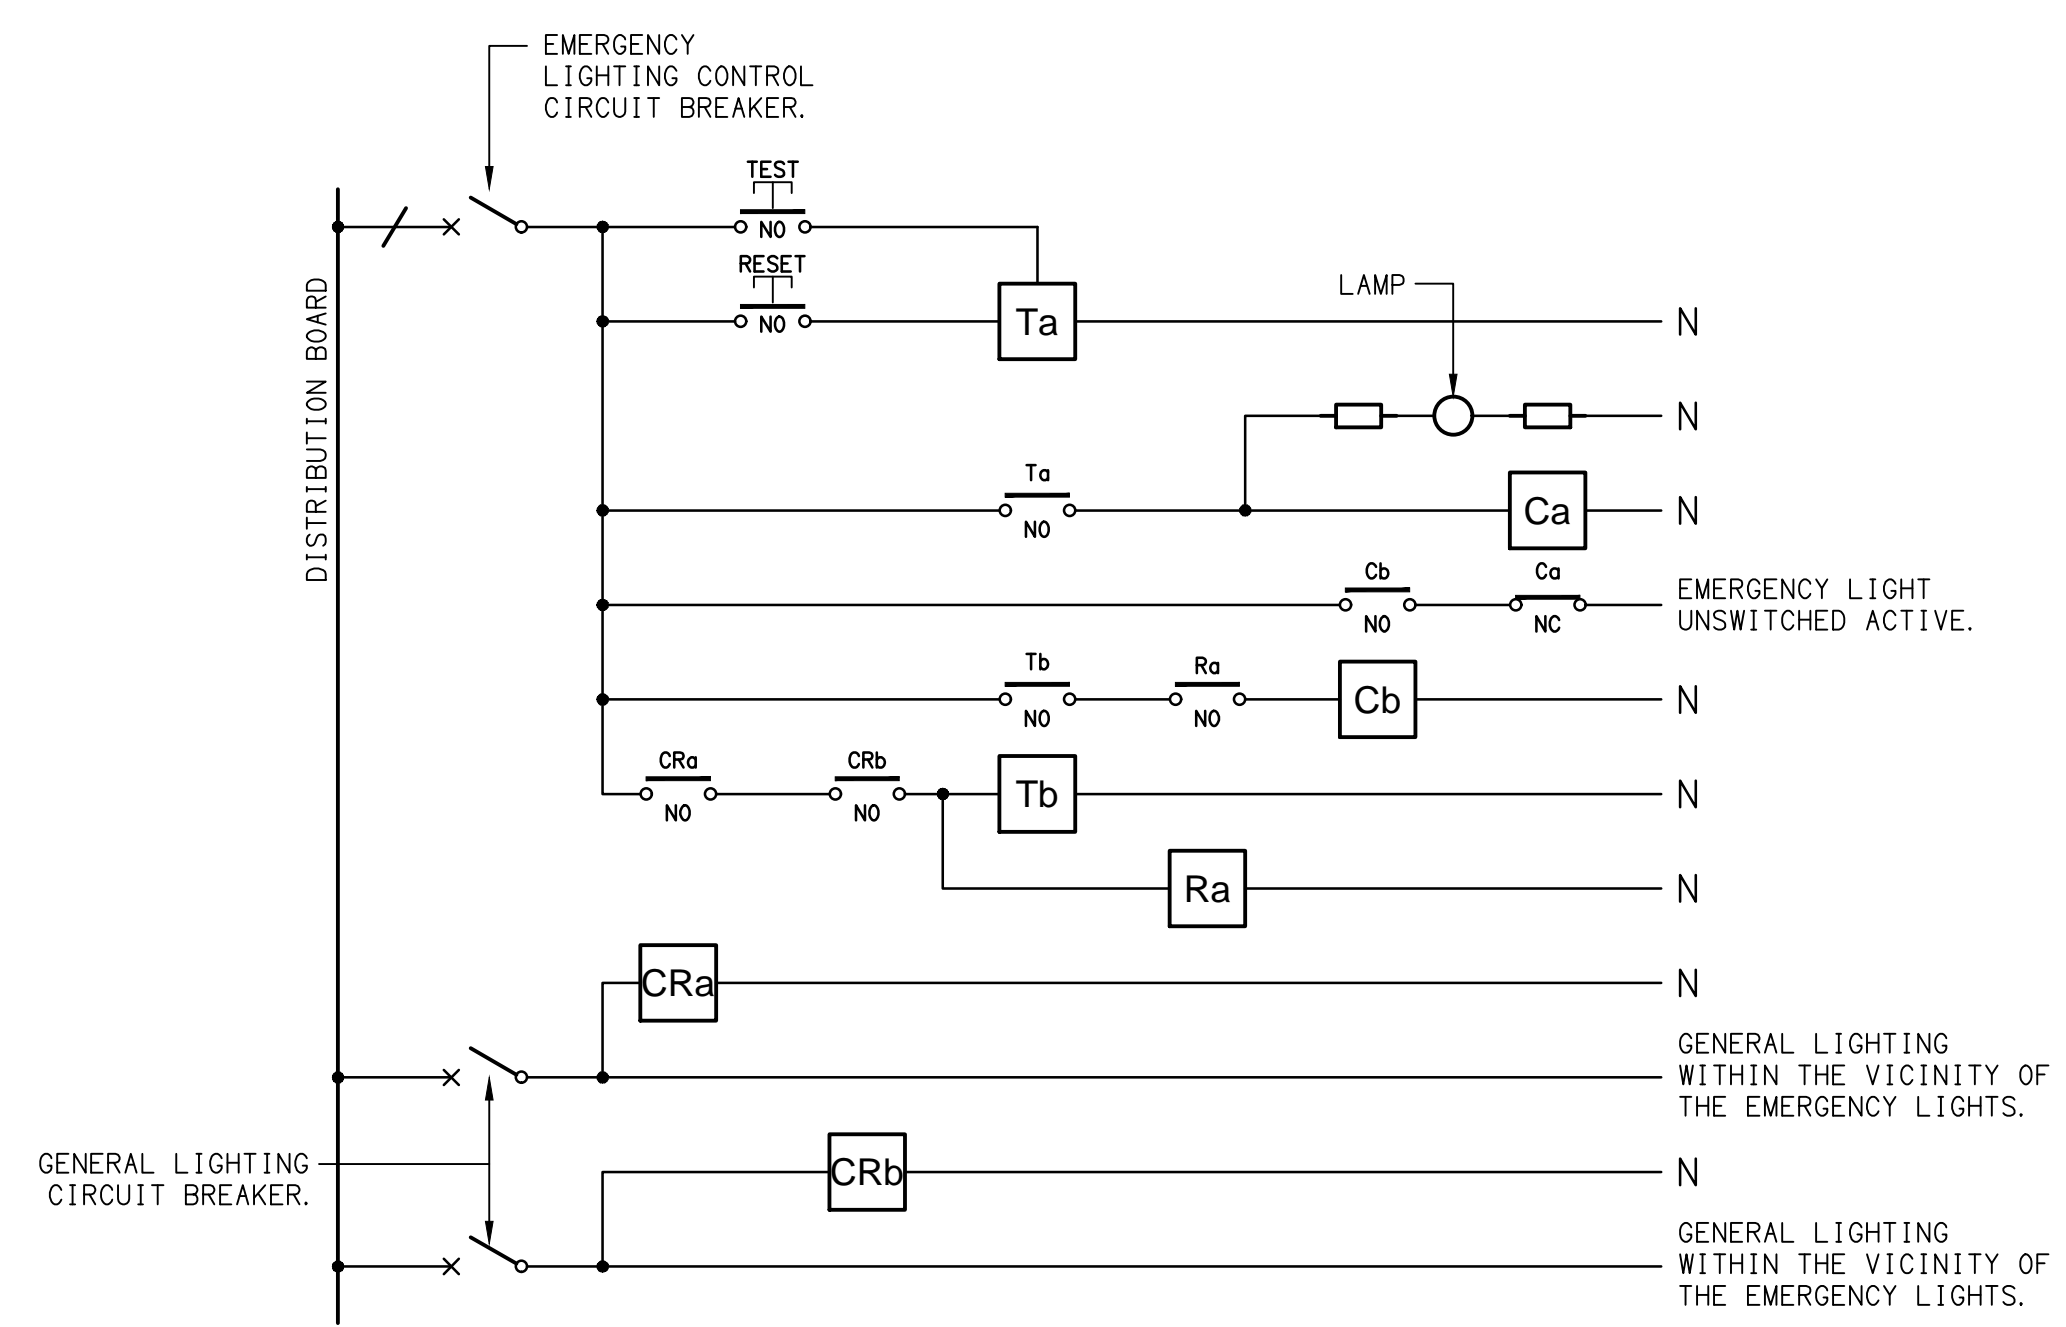 EMERGENCY
LIGHTING CONTROL
CIRCUIT BREAKER.
TEST
NO
RESET
NO
DISTRIBUTION BOARD
Ta
N
LAMP
N
Ta
NO
Ca
N
Cb
NO
Ca
NC
EMERGENCY LIGHT
UNSWITCHED ACTIVE.
Tb
NO
Ra
NO
Cb
N
CRa
NO
CRb
NO
Tb
N
Ra
N
CRa
N
GENERAL LIGHTING
WITHIN THE VICINITY OF
THE EMERGENCY LIGHTS.
GENERAL LIGHTING
CIRCUIT BREAKER.
CRb
N
GENERAL LIGHTING
WITHIN THE VICINITY OF
THE EMERGENCY LIGHTS.